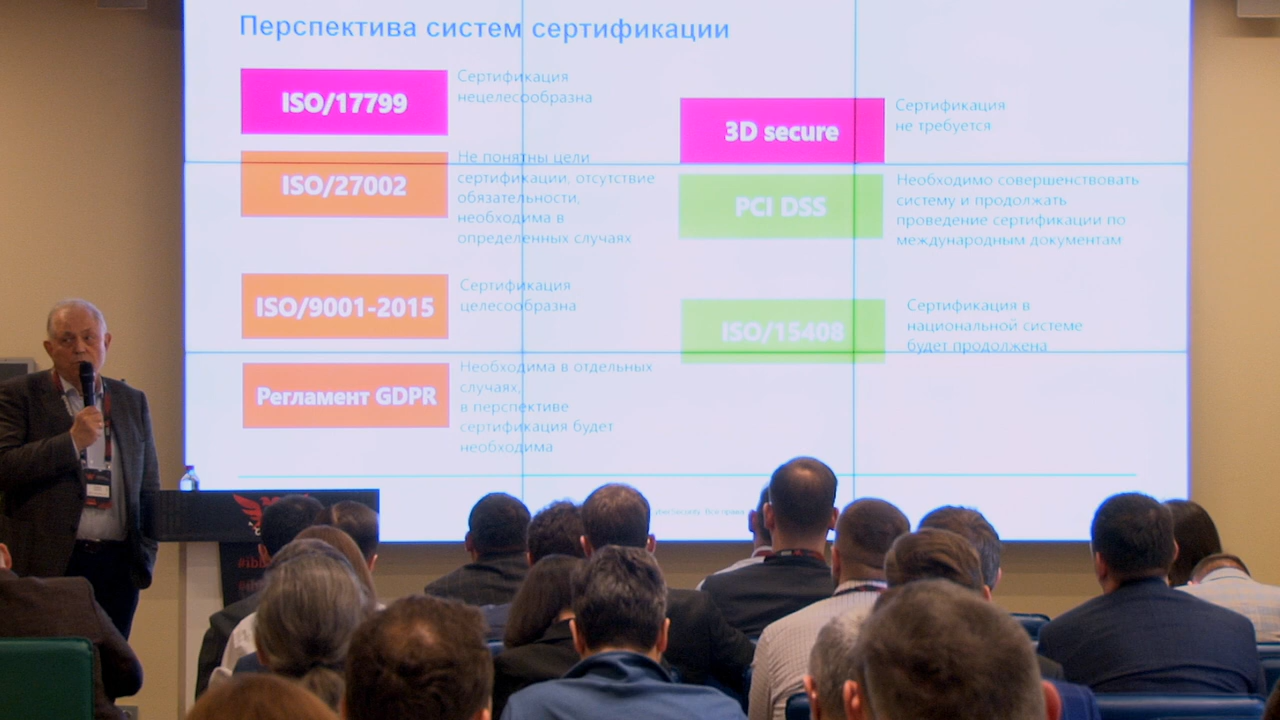 Перспектива систем сертификации
ISO/17799
Сертификация
нецелесообразна
ISO/27002
Не понятны цели
сертификации, отсутствие
обязательности,
необходима в
определенных случаях
ISO/9001-2015
Сертификация
целесообразна
Регламент GDPR
Необходима в отдельных
случаях,
в перспективе
сертификация будет
необходима
3D secure
Сертификация
не требуется
PCI DSS
Необходимо совершенствовать
систему и продолжать
проведение сертификации по
международным документам
ISO/15408
Сертификация в
национальной системе
будет продолжена